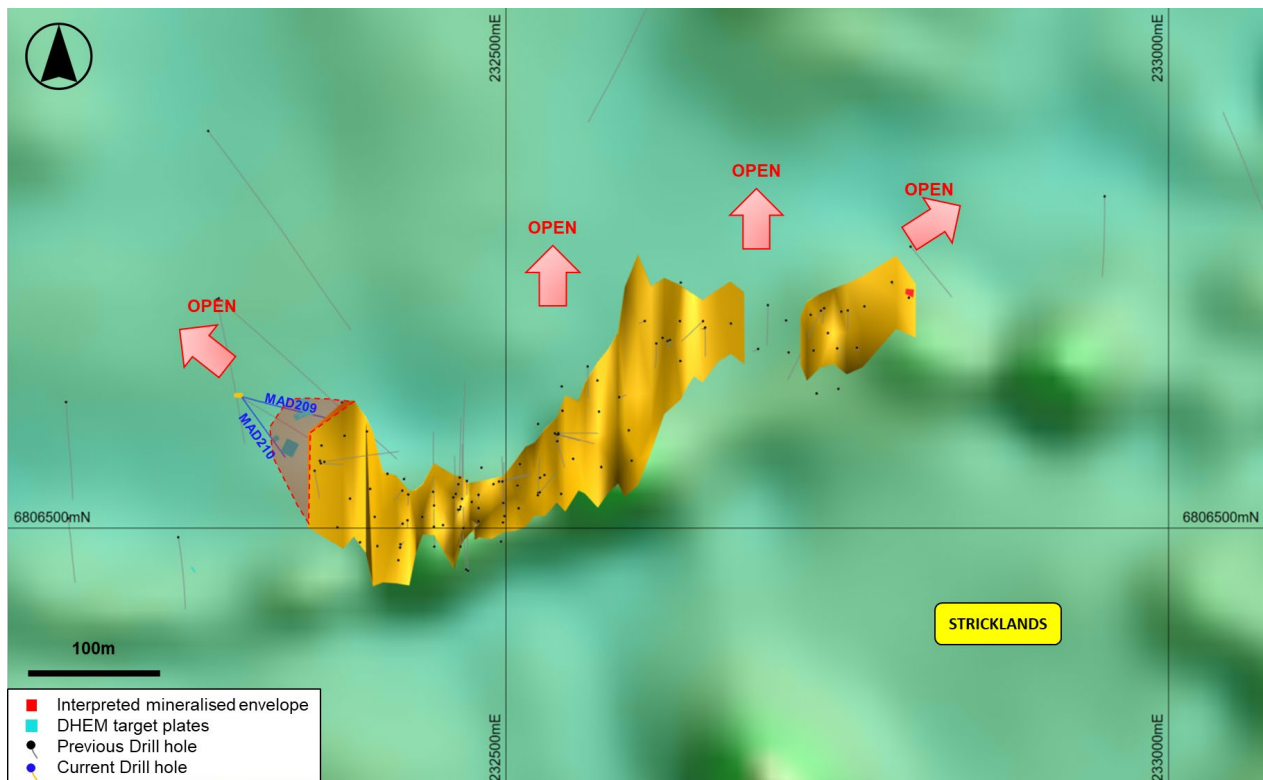 232500mE
233000mE
OPEN
OPEN
OPEN
OPEN
MAD209
MAD210
6806500mN
6806500mN
STRICKLANDS
100m
Interpreted mineralised envelope
DHEM target plates
Previous Drill hole
Current Drill hole
232500mE
233000mE